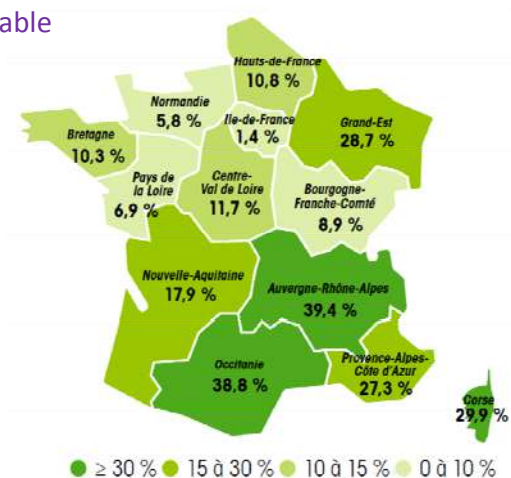 able
Hauts-de-France
10,8 %
Normandie
5,8 %
Ile-de-France
1,4 %
Grand-Est
28,7 %
Bretagne
10,3 %
Pays de
la Loire
6,9 %
Centre-
Val de Loire
11,7 %
Bourgogne-
Franche-Comté
8,9 %
Nouvelle-Aquitaine
17,9 %
Auvergne-Rhône-Alpes
39,4 %
Occitanie
38,8 %
Provence-Alpes-
Côte d'Azur
27,3 %
Corse
29,9 %
≥ 30 % 15 à 30 % 10 à 15 % 0 à 10 %